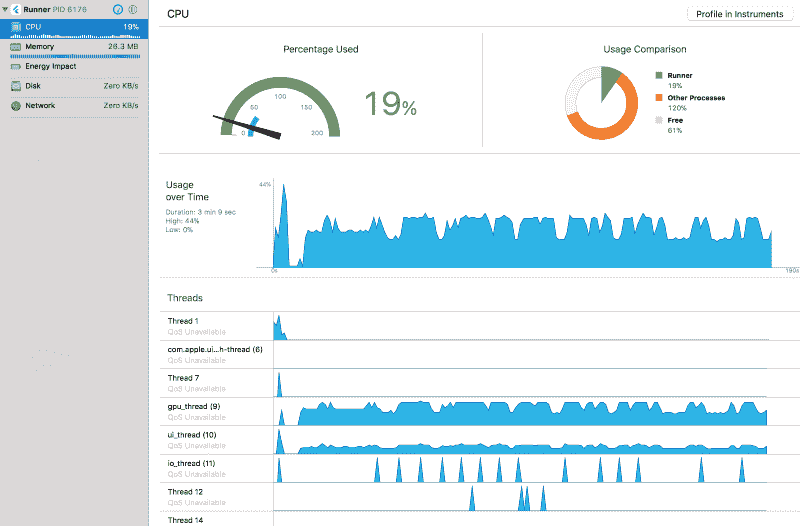 Runner PID 6176
CPU 19%
Memory 26.3 MB
Energy Impact
Disk Zero KB/s
Network Zero KB/s
CPU
Profile in Instruments
Percentage Used
0
50
100
150
200
19%
Usage Comparison
Runner
19%
Other Processes
120%
Free
61%
Usage
over Time
Duration: 3 min 9 sec
High: 44%
Low: 0%
44%
0s
190s
Threads
Thread 1
QoS Unavailable
com.apple.ui...h-thread (6)
QoS Unavailable
Thread 7
QoS Unavailable
gpu_thread (9)
QoS Unavailable
ui_thread (10)
QoS Unavailable
io_thread (11)
QoS Unavailable
Thread 12
QoS Unavailable
Thread 14